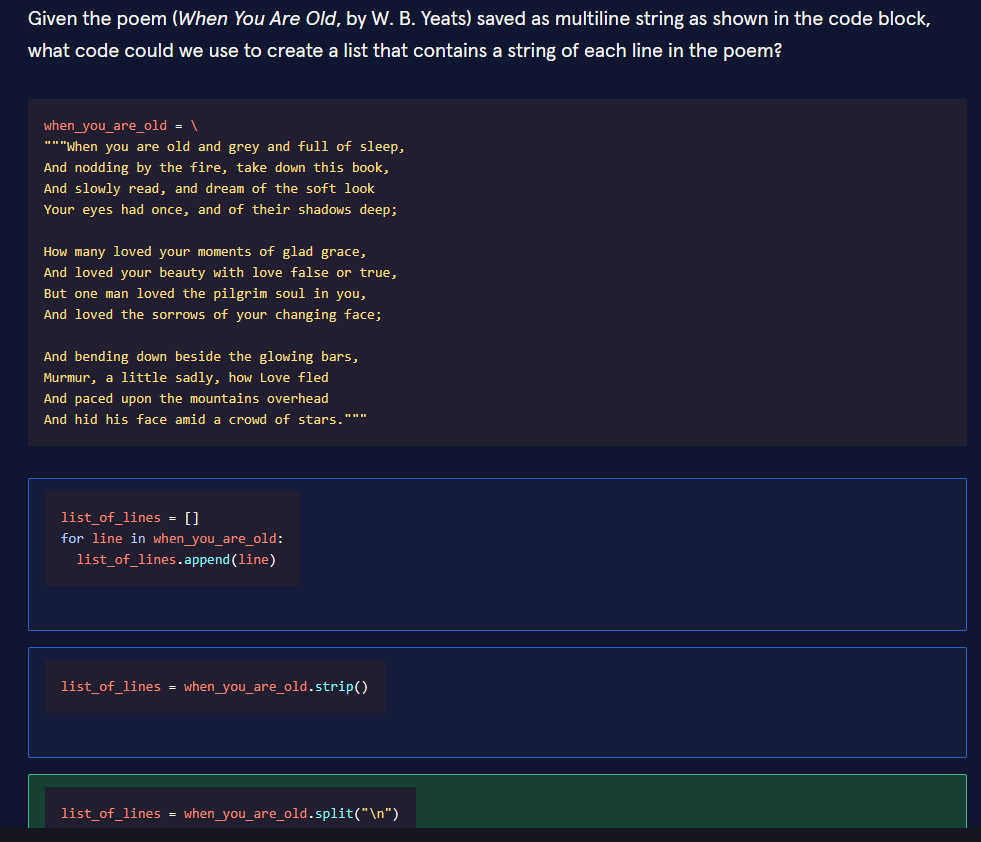 Given the poem (When You Are Old, by W. B. Yeats) saved as multiline string as shown in the code block,
what code could we use to create a list that contains a string of each line in the poem?
when_you_are_old = \
"""When you are old and grey and full of sleep,
And nodding by the fire, take down this book,
And slowly read, and dream of the soft look
Your eyes had once, and of their shadows deep;
How many loved your moments of glad grace,
And loved your beauty with love false or true,
But one man loved the pilgrim soul in you,
And loved the sorrows of your changing face;
And bending down beside the glowing bars,
Murmur, a little sadly, how Love fled
And paced upon the mountains overhead
And hid his face amid a crowd of stars."""
list_of_lines = []
for line in when_you_are_old:
  list_of_lines.append(line)
list_of_lines = when_you_are_old.strip()
list_of_lines = when_you_are_old.split("\n")